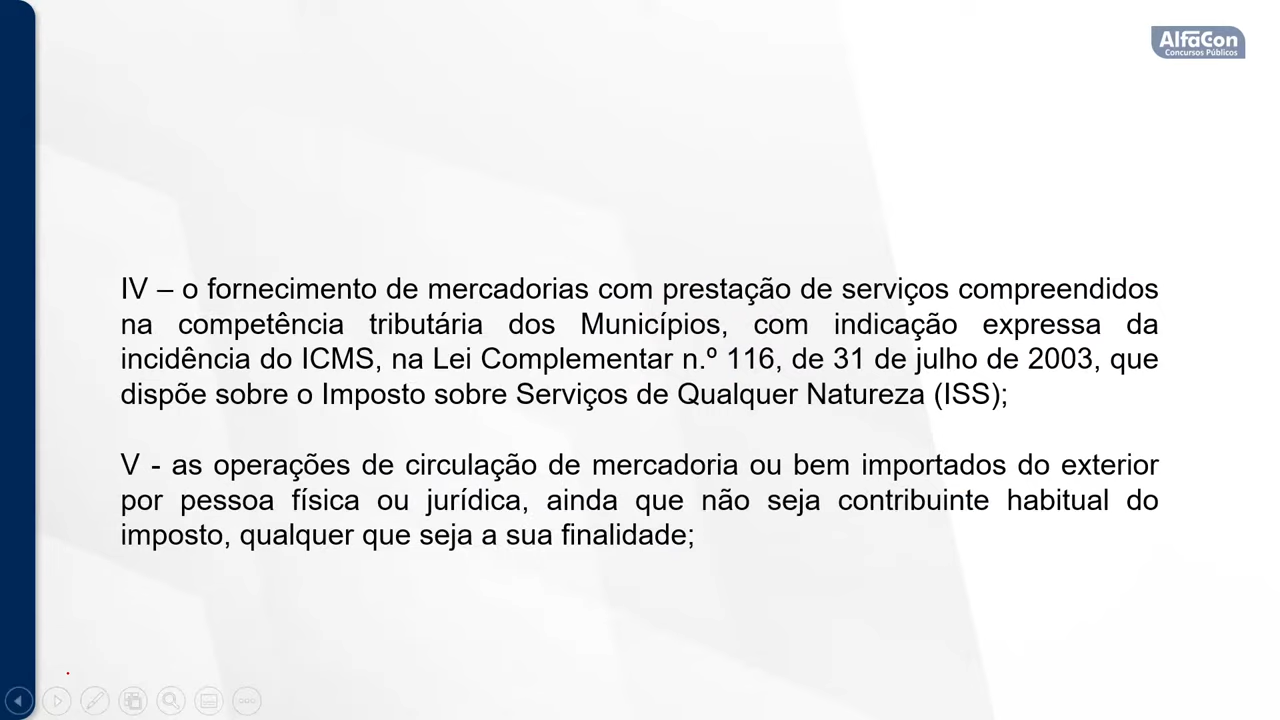 AlfaCon
Concursos Públicos
IV – o fornecimento de mercadorias com prestação de serviços compreendidos
na competência tributária dos Municípios, com indicação expressa da
incidência do ICMS, na Lei Complementar n.º 116, de 31 de julho de 2003, que
dispõe sobre o Imposto sobre Serviços de Qualquer Natureza (ISS);
V - as operações de circulação de mercadoria ou bem importados do exterior
por pessoa física ou jurídica, ainda que não seja contribuinte habitual do
imposto, qualquer que seja a sua finalidade;